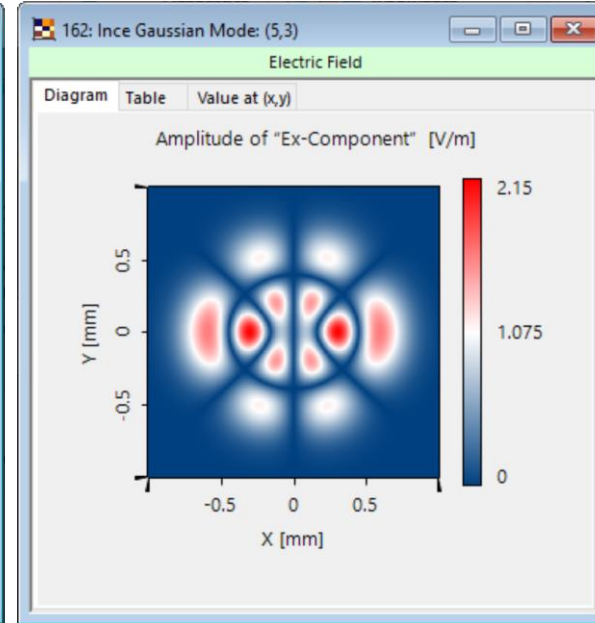 162: Ince Gaussian Mode: (5,3)
Electric Field
Diagram Table Value at (x,y)
Amplitude of "Ex-Component" [V/m]
2.15
1.075
0
Y [mm]
0.5
0
-0.5
-0.5 0 0.5
X [mm]